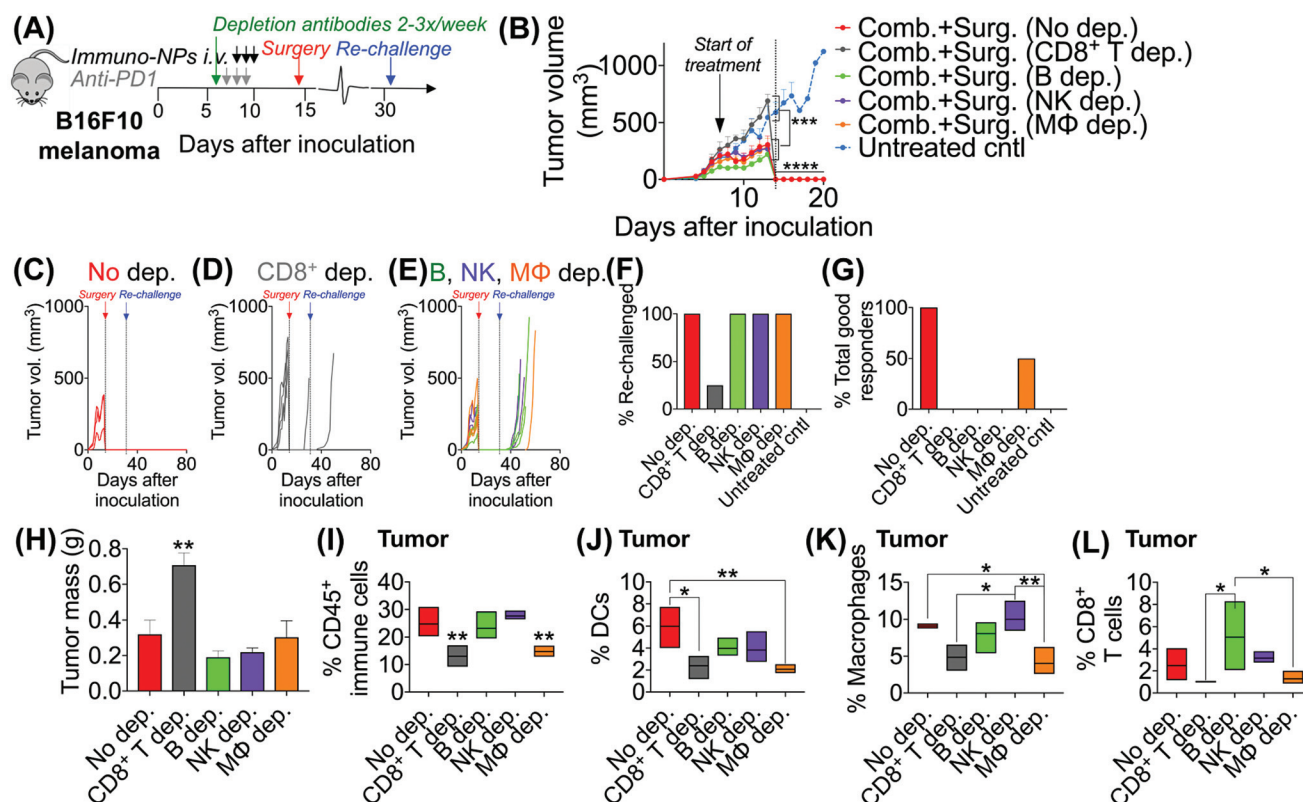 (A)
Depletion antibodies 2-3x/week
Immuno-NPs i.v.
Surgery Re-challenge
Anti-PD1
B16F10
melanoma
0 5 10 15 30
Days after inoculation
(B)
Tumor volume
(mm³)
1000
500
0
Start of
treatment
***
****
10 20
Days after inoculation
Comb.+Surg. (No dep.)
Comb.+Surg. (CD8⁺ T dep.)
Comb.+Surg. (B dep.)
Comb.+Surg. (NK dep.)
Comb.+Surg. (MΦ dep.)
Untreated cntl
(C) No dep.
Surgery Re-challenge
Tumor vol. (mm³)
1000
500
0
0 40 80
Days after
inoculation
(D) CD8⁺ dep.
Surgery Re-challenge
Tumor vol. (mm³)
1000
500
0
0 40 80
Days after
inoculation
(E) B, NK, MΦ dep.
Surgery Re-challenge
Tumor vol. (mm³)
1000
500
0
0 40 80
Days after
inoculation
(F)
% Re-challenged
100
50
0
No dep.
CD8⁺ T dep.
B dep.
NK dep.
MΦ dep.
Untreated cntl
(G)
% Total good
responders
100
50
0
No dep.
CD8⁺ T dep.
B dep.
NK dep.
MΦ dep.
Untreated cntl
(H)
Tumor mass (g)
0.8
0.6
0.4
0.2
0.0
**
No dep.
CD8⁺ T dep.
B dep.
NK dep.
MΦ dep.
(I) Tumor
% CD45⁺
immune cells
40
30
20
10
0
** **
No dep.
CD8⁺ T dep.
B dep.
NK dep.
MΦ dep.
(J) Tumor
% DCs
10
8
6
4
2
0
**
*
No dep.
CD8⁺ T dep.
B dep.
NK dep.
MΦ dep.
(K) Tumor
% Macrophages
15
10
5
0
*
* **
No dep.
CD8⁺ T dep.
B dep.
NK dep.
MΦ dep.
(L) Tumor
% CD8⁺
T cells
10
8
6
4
2
0
* *
No dep.
CD8⁺ T dep.
B dep.
NK dep.
MΦ dep.